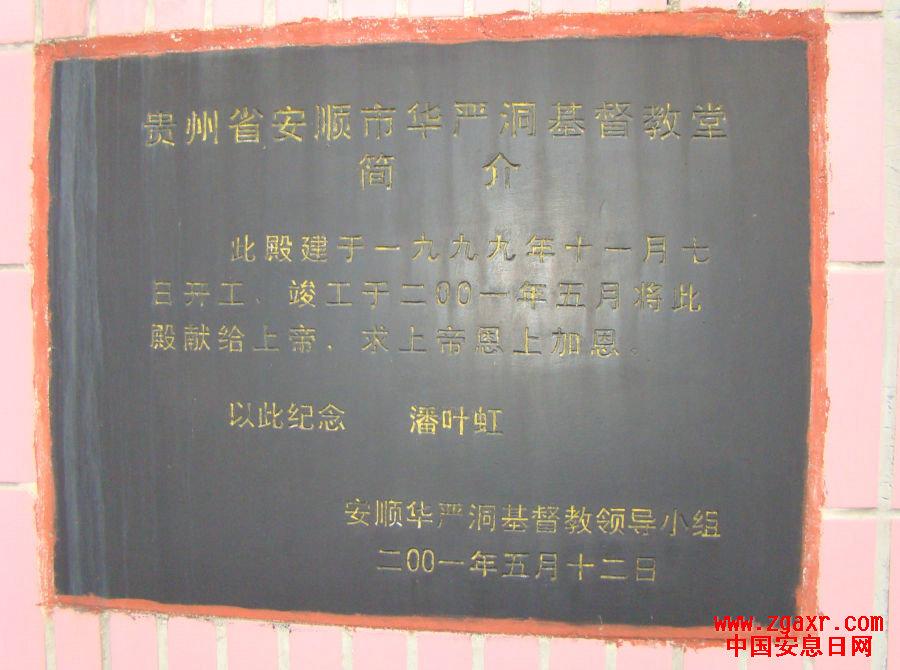 贵州省安顺市华严洞基督教堂
简 介
此殿建于一九九九年十一月七
日开工、竣工于二00一年五月将此
殿献给上帝、求上帝恩上加恩。
以此纪念 潘叶虹
安顺华严洞基督教领导小组
二00一年五月十二日
www.zgaxr.com
中国安息日网